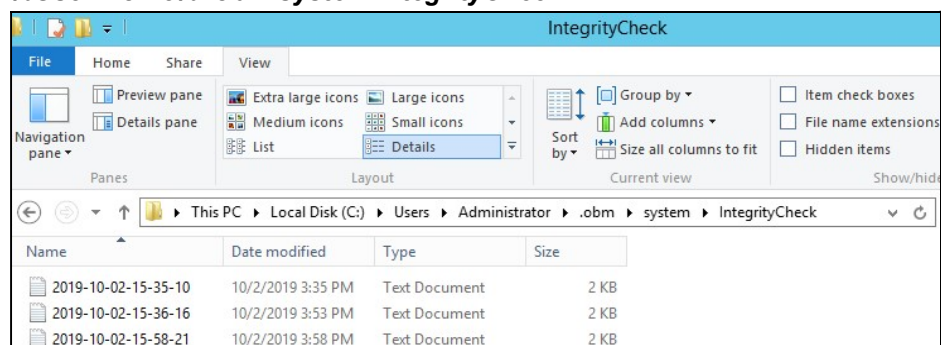 IntegrityCheck
File Home Share View
Preview pane Extra large icons Large icons Group by Item check boxes
Details pane Medium icons Small icons Add columns File name extensions
Navigation pane List Details Sort by Size all columns to fit Hidden items
Panes Layout Current view Show/hide
This PC Local Disk (C:) Users Administrator .obm system IntegrityCheck
Name Date modified Type Size
2019-10-02-15-35-10 10/2/2019 3:35 PM Text Document 2 KB
2019-10-02-15-36-16 10/2/2019 3:53 PM Text Document 2 KB
2019-10-02-15-58-21 10/2/2019 3:58 PM Text Document 2 KB